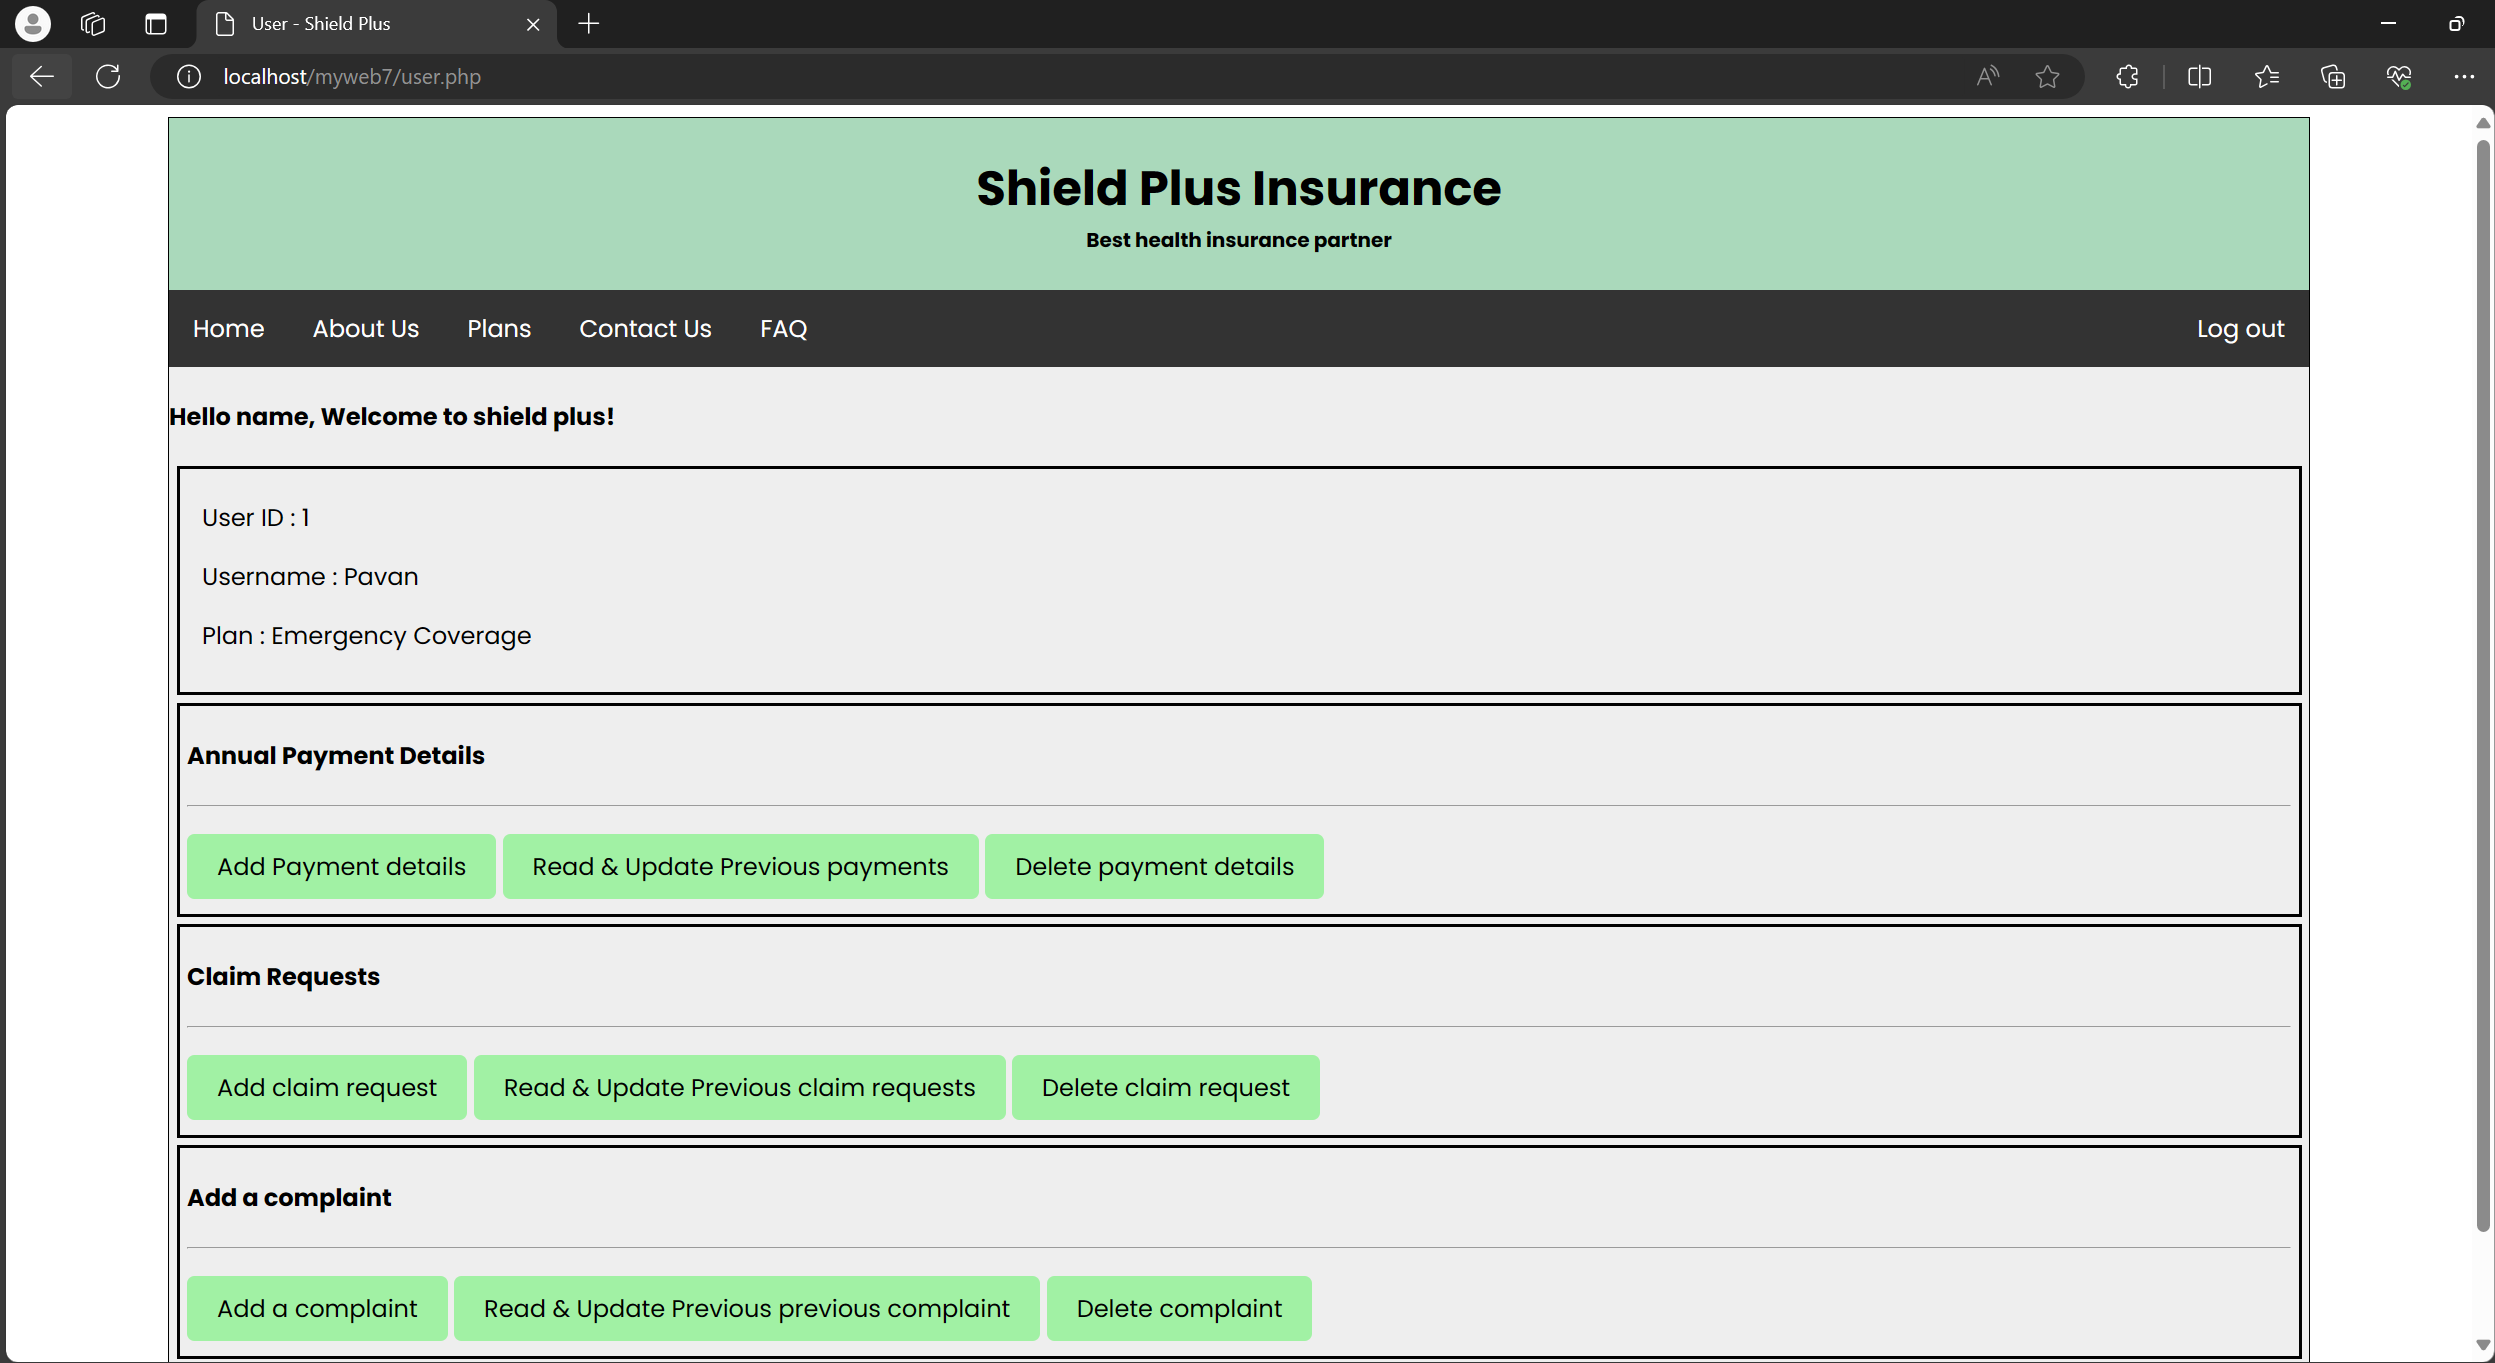 User - Shield Plus
localhost/myweb7/user.php
Shield Plus Insurance
Best health insurance partner
Home About Us Plans Contact Us FAQ Log out
Hello name, Welcome to shield plus!
User ID : 1
Username : Pavan
Plan : Emergency Coverage
Annual Payment Details
Add Payment details Read & Update Previous payments Delete payment details
Claim Requests
Add claim request Read & Update Previous claim requests Delete claim request
Add a complaint
Add a complaint Read & Update Previous previous complaint Delete complaint